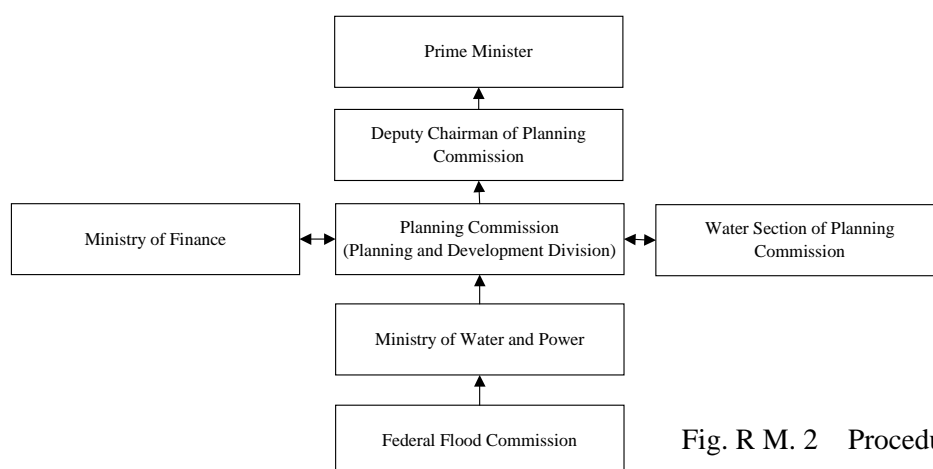 Prime Minister
Deputy Chairman of Planning
Commission
Ministry of Finance
Planning Commission
(Planning and Development Division)
Water Section of Planning
Commission
Ministry of Water and Power
Federal Flood Commission
Fig. R M. 2 Procedu